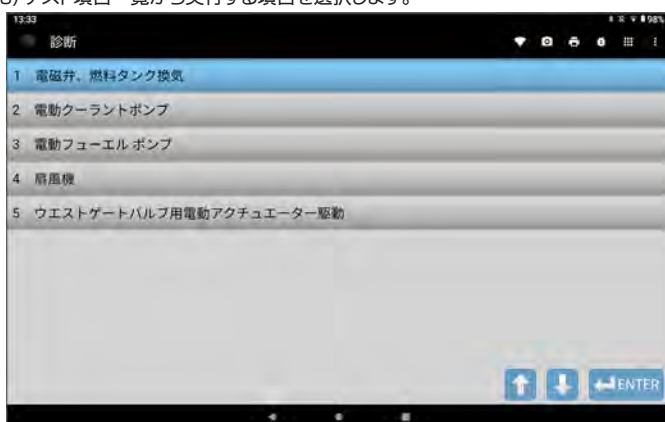 テスト項目一覧から実行する項目を選択します。
13:33
98%
診断
1 電磁弁、燃料タンク換気
2 電動クーラントポンプ
3 電動フューエル ポンプ
4 扇風機
5 ウエストゲートバルブ用電動アクチュエーター駆動
ENTER